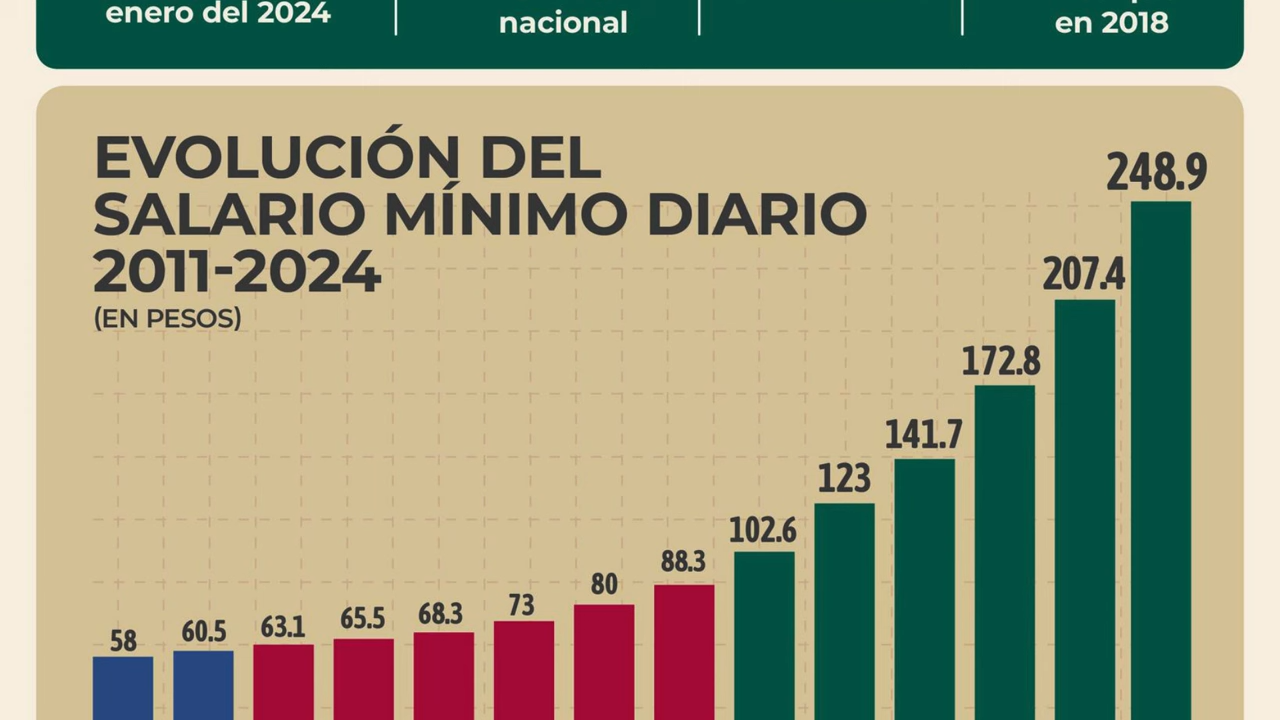 enero del 2024
nacional
en 2018
EVOLUCIÓN DEL
SALARIO MÍNIMO DIARIO
2011-2024
(EN PESOS)
58
60.5
63.1
65.5
68.3
73
80
88.3
102.6
123
141.7
172.8
207.4
248.9